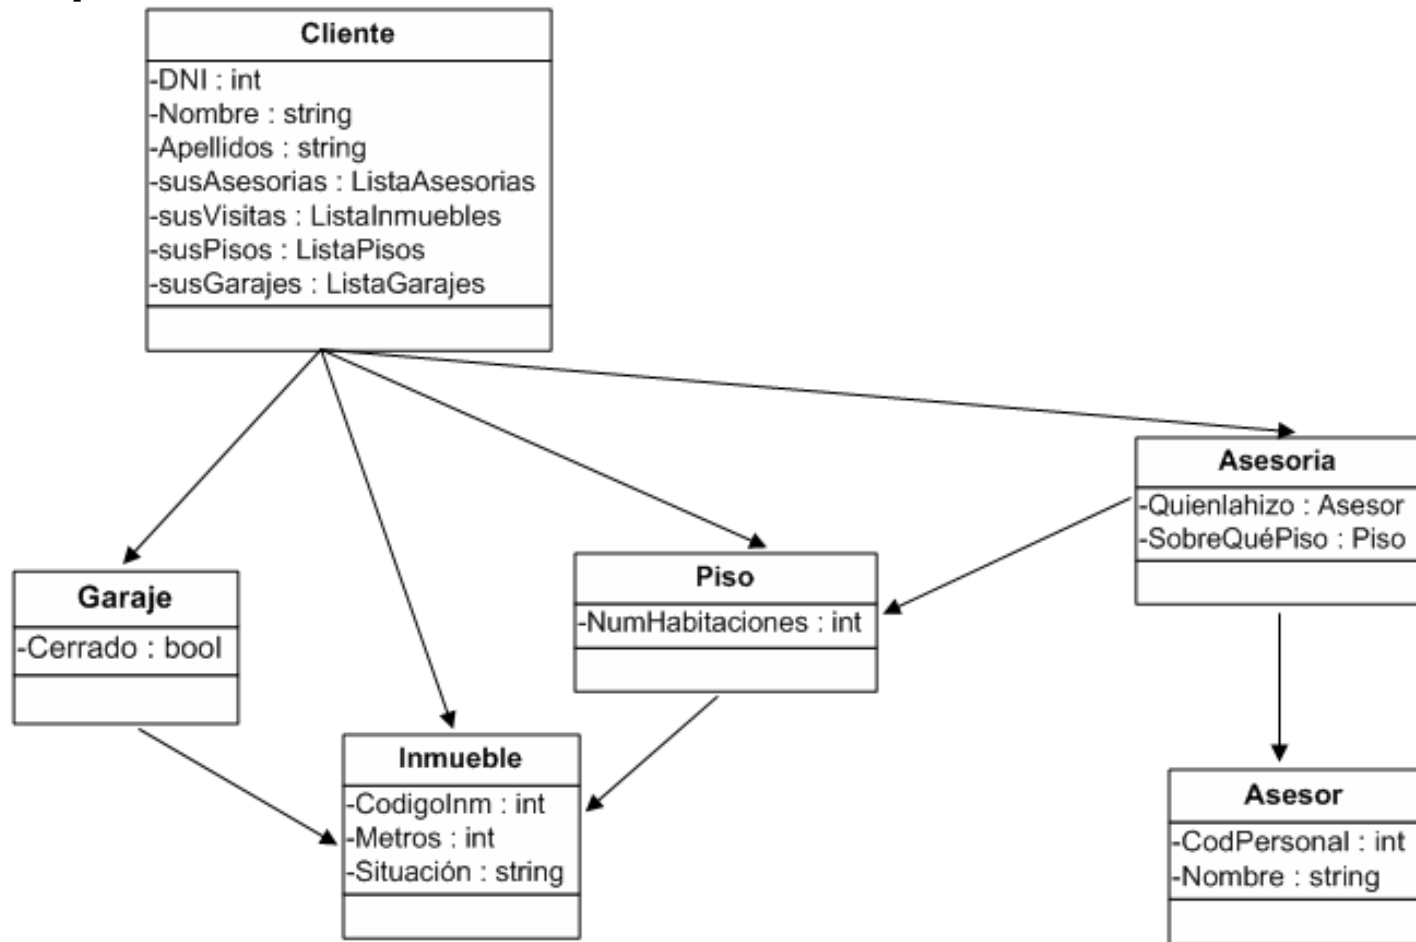 Cliente
-DNI : int
-Nombre : string
-Apellidos : string
-susAsesorias : ListaAsesorias
-susVisitas : ListaInmuebles
-susPisos : ListaPisos
-susGarajes : ListaGarajes
Asesoria
-Quienlahizo : Asesor
-SobreQuéPiso : Piso
Piso
-NumHabitaciones : int
Garaje
-Cerrado : bool
Inmueble
-CodigoInm : int
-Metros : int
-Situación : string
Asesor
-CodPersonal : int
-Nombre : string